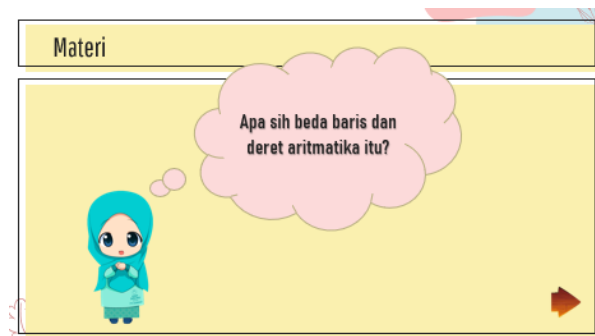 Materi
Apa sih beda baris dan
deret aritmatika itu?